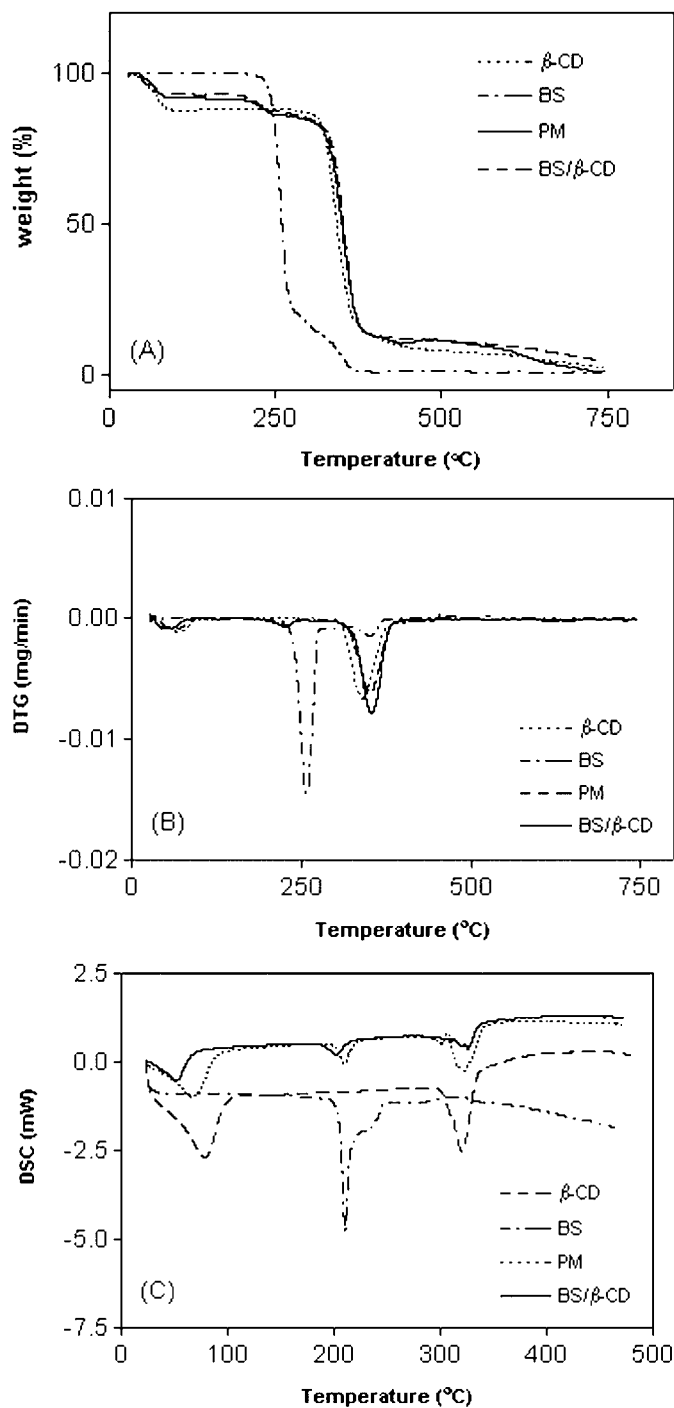 100
50
0
weight (%)
β-CD
BS
PM
BS/β-CD
(A)
0 250 500 750
Temperature (°C)
0.01
0.00
-0.01
-0.02
DTG (mg/min)
β-CD
BS
PM
BS/β-CD
(B)
0 250 500 750
Temperature (°C)
2.5
0.0
-2.5
-5.0
-7.5
DSC (mW)
β-CD
BS
PM
BS/β-CD
(C)
0 100 200 300 400 500
Temperature (°C)